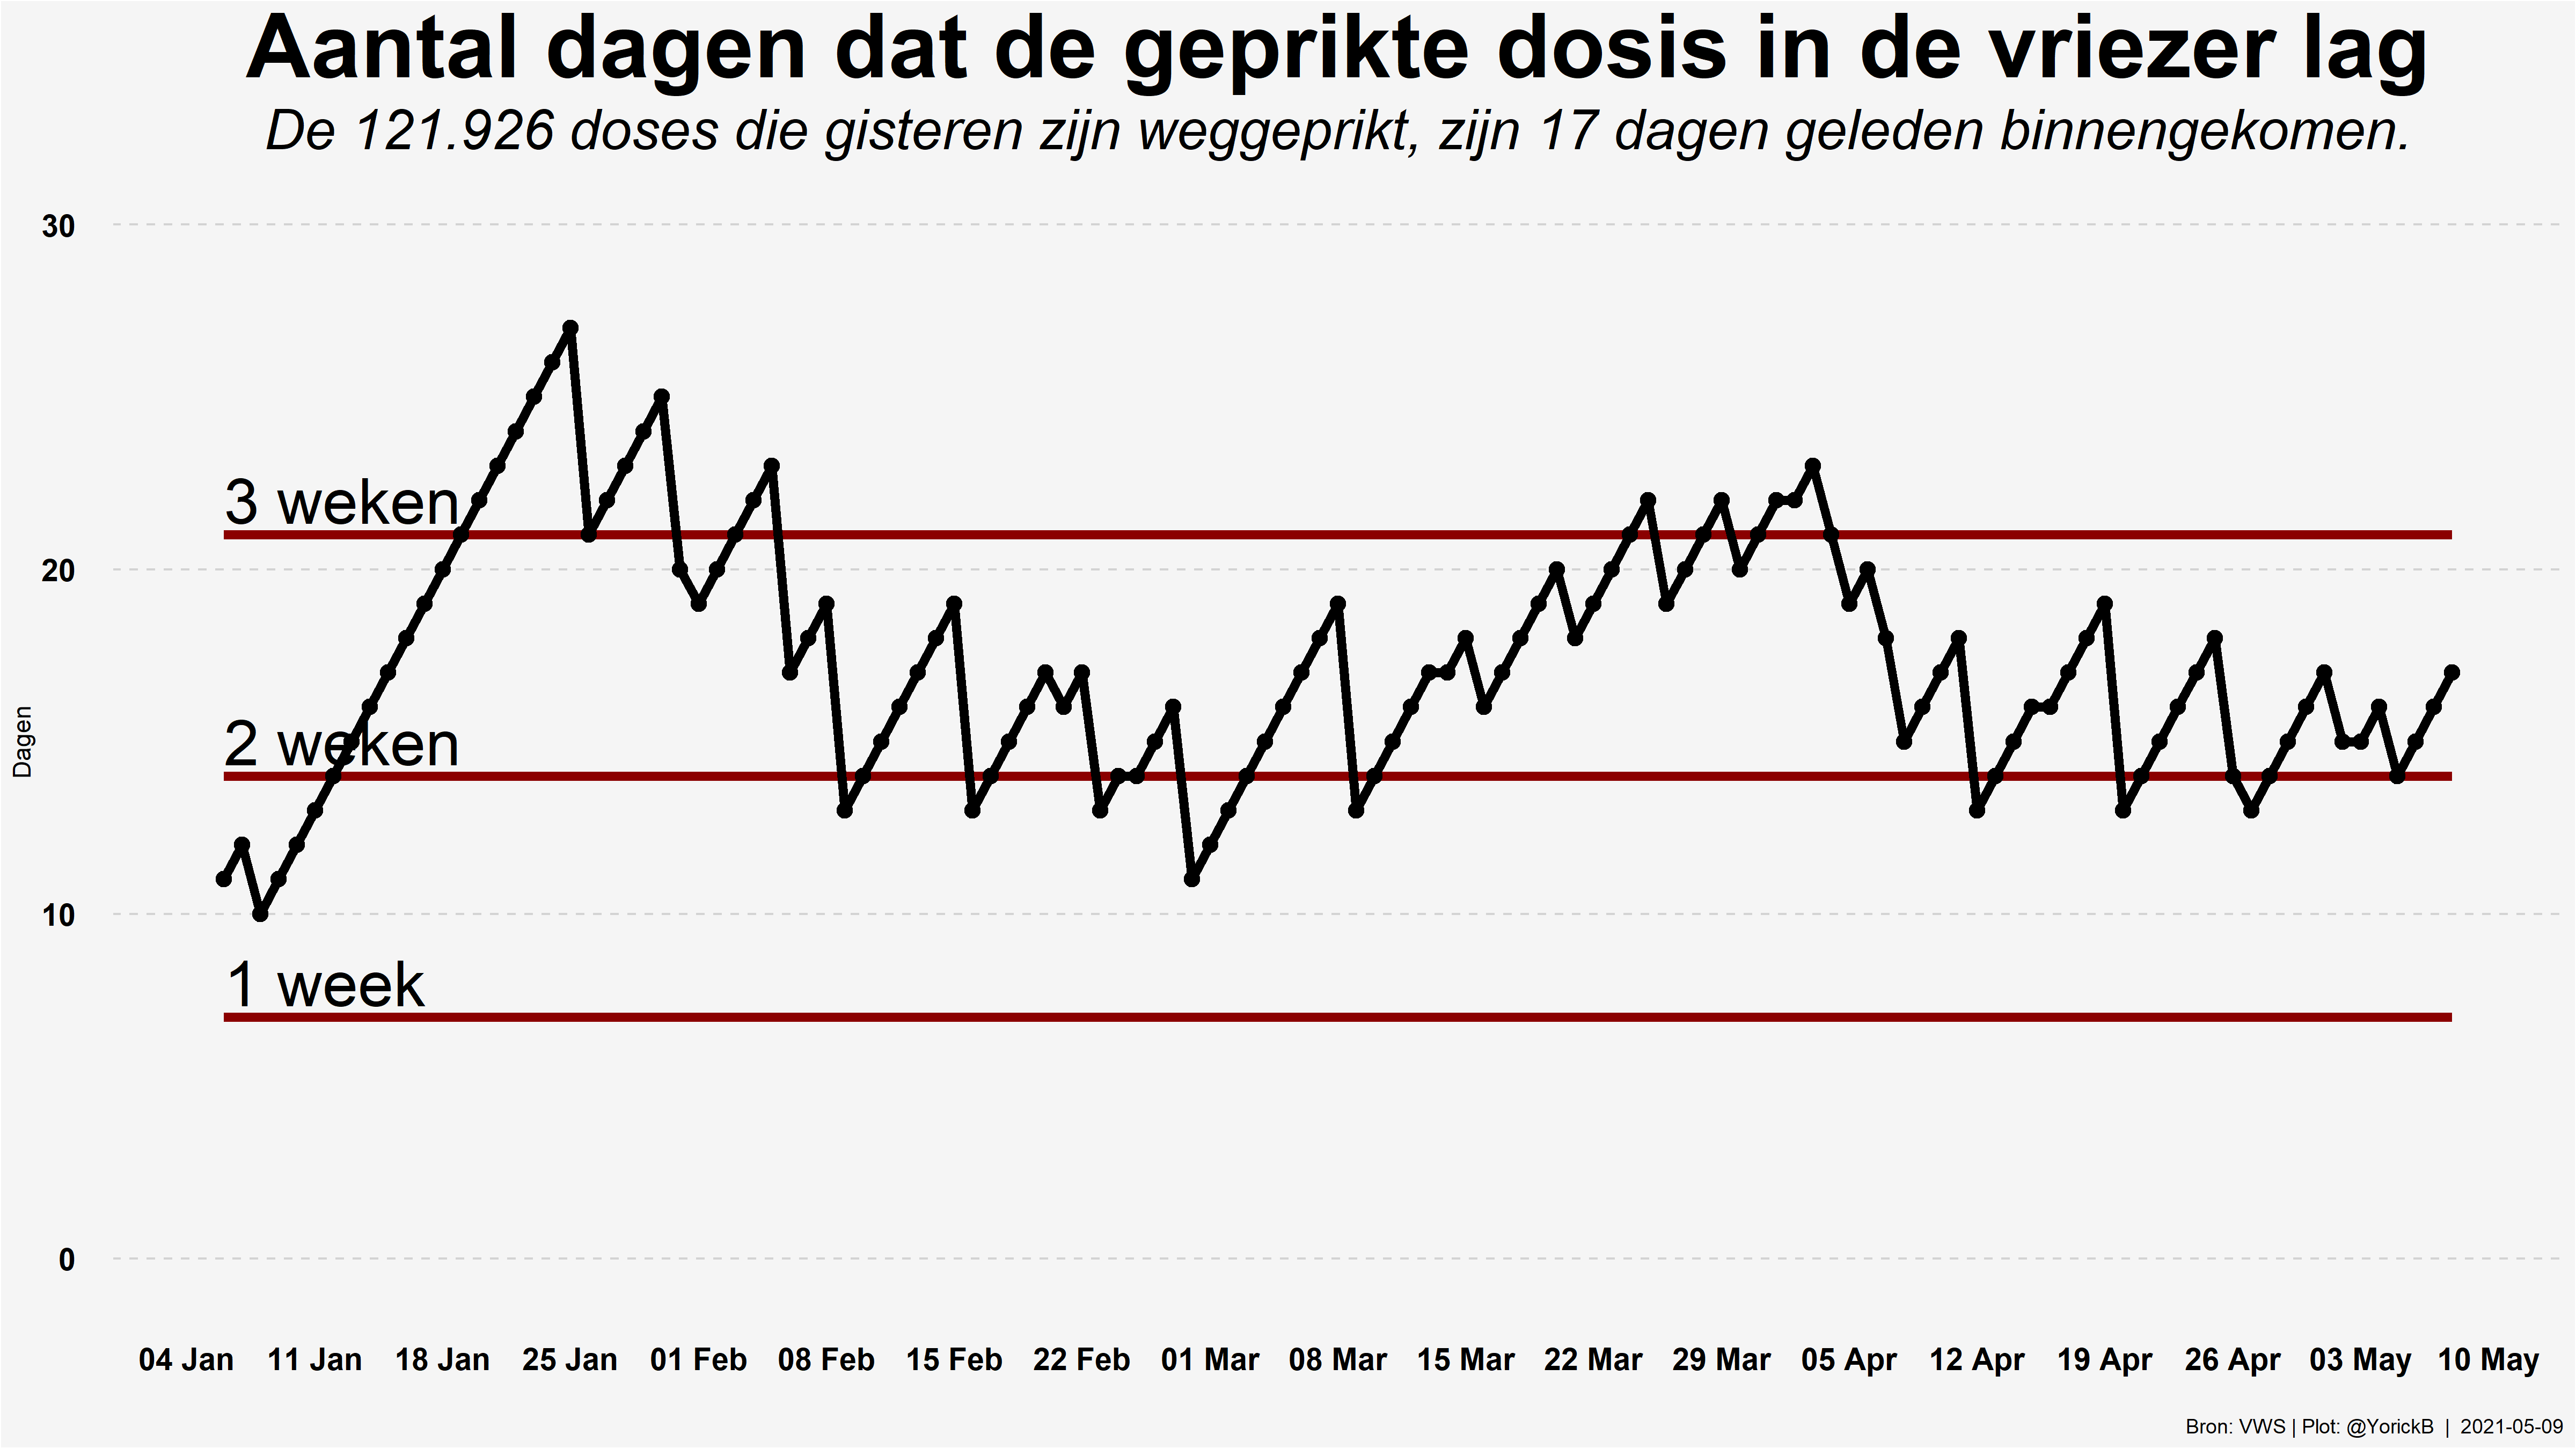 Aantal dagen dat de geprikte dosis in de vriezer lag
De 121.926 doses die gisteren zijn weggeprikt, zijn 17 dagen geleden binnengekomen.
30
3 weken
20
Dagen
2 weken
10
1 week
0
04 Jan 11 Jan 18 Jan 25 Jan 01 Feb 08 Feb 15 Feb 22 Feb 01 Mar 08 Mar 15 Mar 22 Mar 29 Mar 05 Apr 12 Apr 19 Apr 26 Apr 03 May 10 May
Bron: VWS | Plot: @YorickB | 2021-05-09